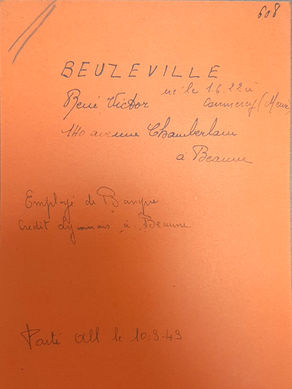 608
BEUZEVILLE
né le 1.6.22 à
René Victor Commercy (Meuse
140 avenue Chamberlain
à Beaune
Employé de Banque
Crédit Lyonnais, à Beaune
Parti All le 10-3-43